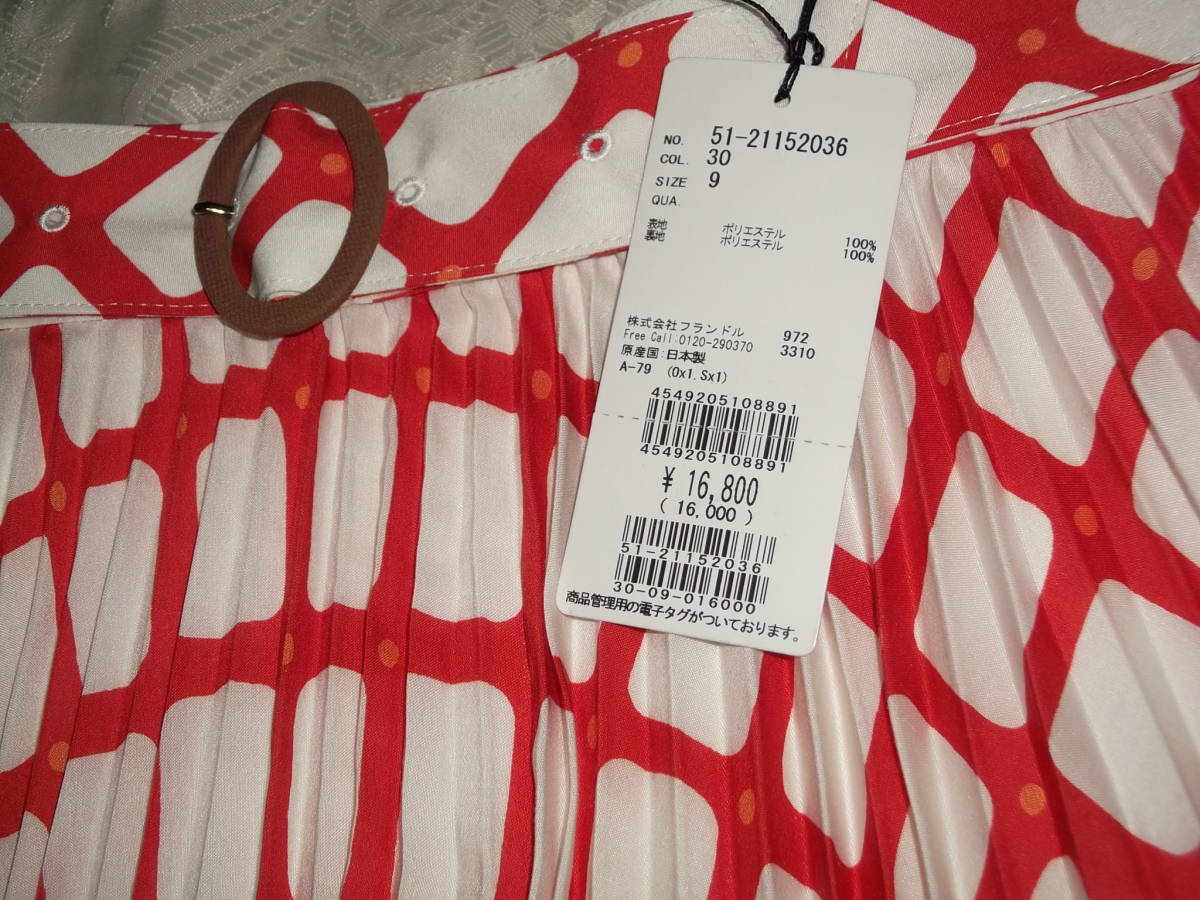 NO. 51-21152036
COL. 30
SIZE 9
QUA.
表地 ポリエステル 100%
裏地 ポリエステル 100%
株式会社フランドル 972
Free Call:0120-290370 3310
原産国:日本製
A-79 (0x1.Sx1)
4549205108891
4549205108891
¥ 16,800
( 16.000 )
51-21152036
30-09-016000
商品管理用の電子タグがついております。